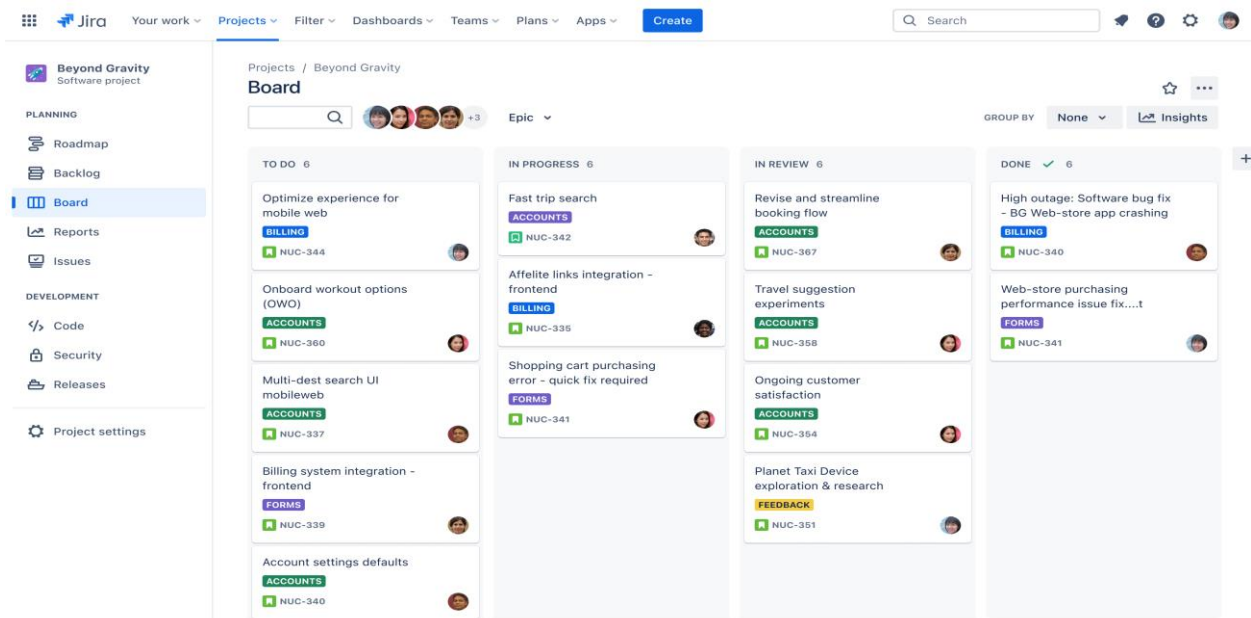 Jira
Your work
Projects
Filter
Dashboards
Teams
Plans
Apps
Create
Search
Beyond Gravity
Software project
PLANNING
Roadmap
Backlog
Board
Reports
Issues
DEVELOPMENT
Code
Security
Releases
Project settings
Projects / Beyond Gravity
Board
+3
Epic
GROUP BY
None
Insights
TO DO 6
Optimize experience for
mobile web
BILLING
NUC-344
Onboard workout options
(OWO)
ACCOUNTS
NUC-360
Multi-dest search UI
mobileweb
ACCOUNTS
NUC-337
Billing system integration -
frontend
FORMS
NUC-339
Account settings defaults
ACCOUNTS
NUC-340
IN PROGRESS 6
Fast trip search
ACCOUNTS
NUC-342
Affelite links integration -
frontend
BILLING
NUC-335
Shopping cart purchasing
error - quick fix required
FORMS
NUC-341
IN REVIEW 6
Revise and streamline
booking flow
ACCOUNTS
NUC-367
Travel suggestion
experiments
ACCOUNTS
NUC-358
Ongoing customer
satisfaction
ACCOUNTS
NUC-354
Planet Taxi Device
exploration & research
FEEDBACK
NUC-351
DONE 6
High outage: Software bug fix
- BG Web-store app crashing
BILLING
NUC-340
Web-store purchasing
performance issue fix....t
FORMS
NUC-341